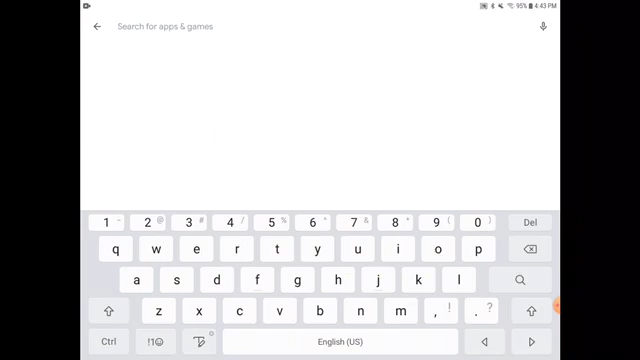 95% 4:43 PM
Search for apps & games
1 - 2 @ 3 # 4 / 5 % 6 ^ 7 & 8 * 9 ( 0 ) Del
q w e r t y u i o p
a s d f g h j k l
z x c v b n m , ! . ?
Ctrl !1☺ T English (US)